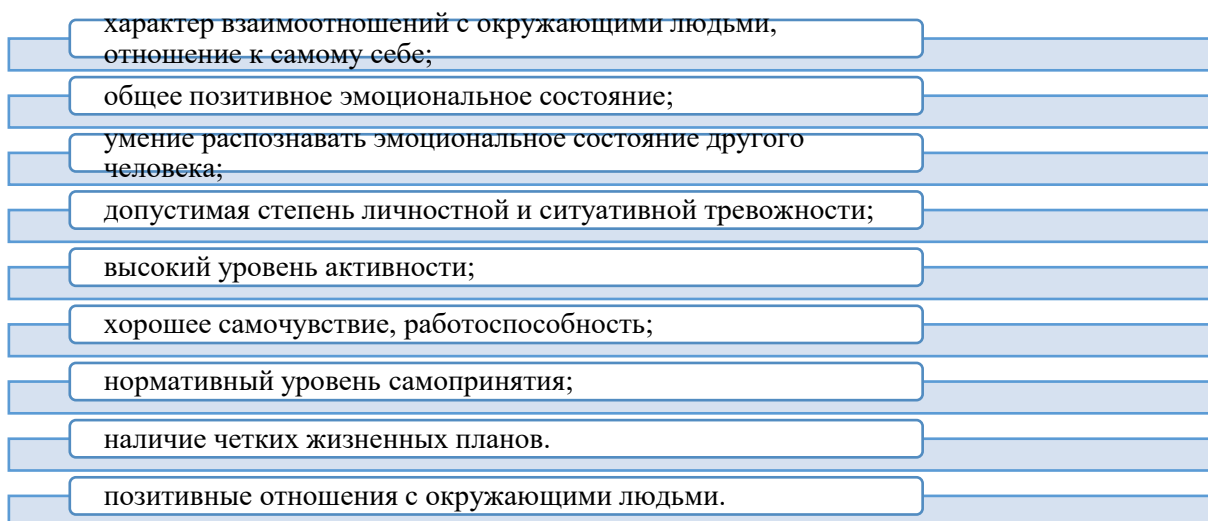 характер взаимоотношений с окружающими людьми,
отношение к самому себе;
общее позитивное эмоциональное состояние;
умение распознавать эмоциональное состояние другого
человека;
допустимая степень личностной и ситуативной тревожности;
высокий уровень активности;
хорошее самочувствие, работоспособность;
нормативный уровень самопринятия;
наличие четких жизненных планов.
позитивные отношения с окружающими людьми.